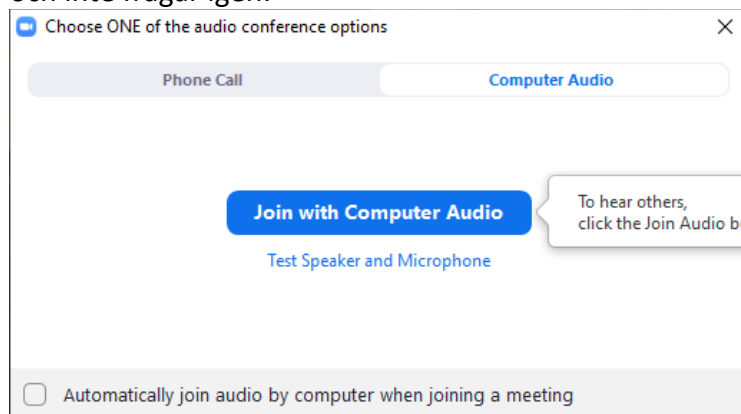 Choose ONE of the audio conference options
Phone Call
Computer Audio
Join with Computer Audio
To hear others,
click the Join Audio
Test Speaker and Microphone
Automatically join audio by computer when joining a meeting